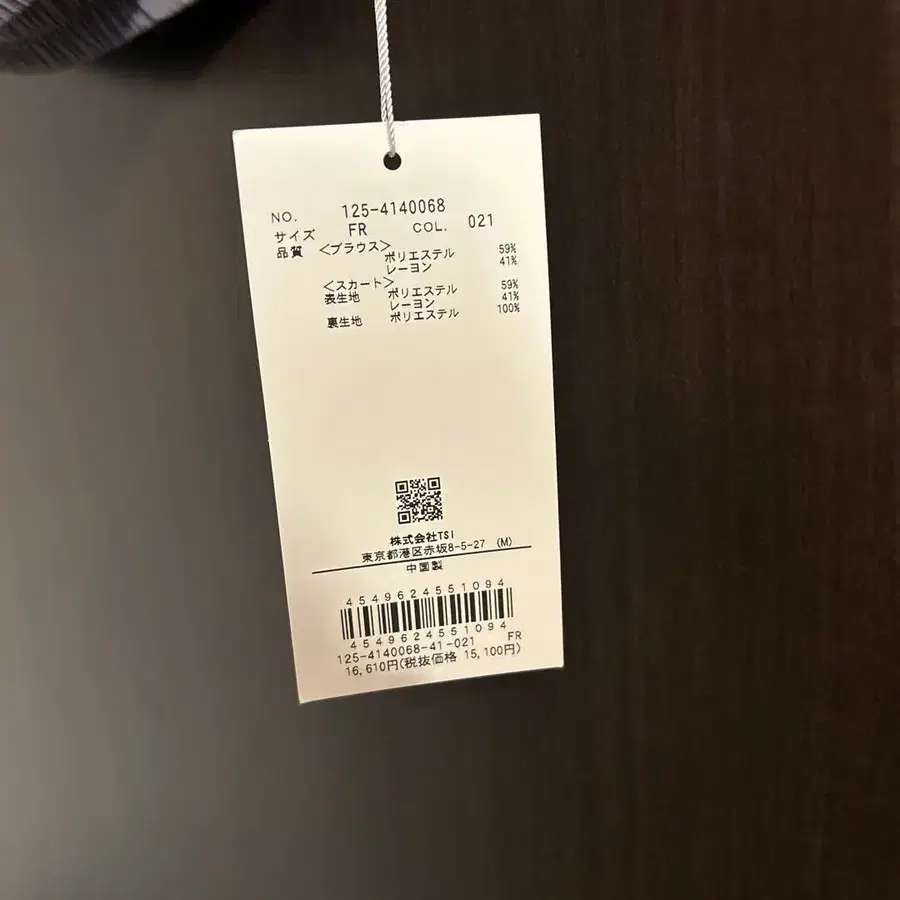 NO. 125-4140068
サイズ FR COL. 021
品質 <ブラウス>
ポリエステル 59%
レーヨン 41%
<スカート>
表生地 ポリエステル 59%
レーヨン 41%
裏生地 ポリエステル 100%
株式会社TSI
東京都港区赤坂8-5-27 (M)
中国製
4549624551094
4549624551094
125-4140068-41-021 FR
16,610円(税抜価格 15,100円)